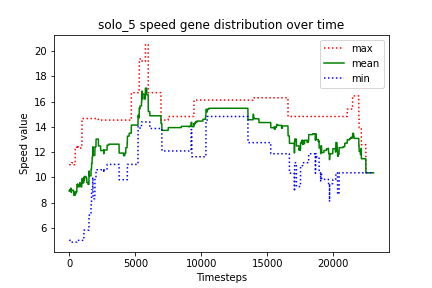 solo_5 speed gene distribution over time
max
mean
min
Speed value
20
18
16
14
12
10
8
6
0 5000 10000 15000 20000
Timesteps